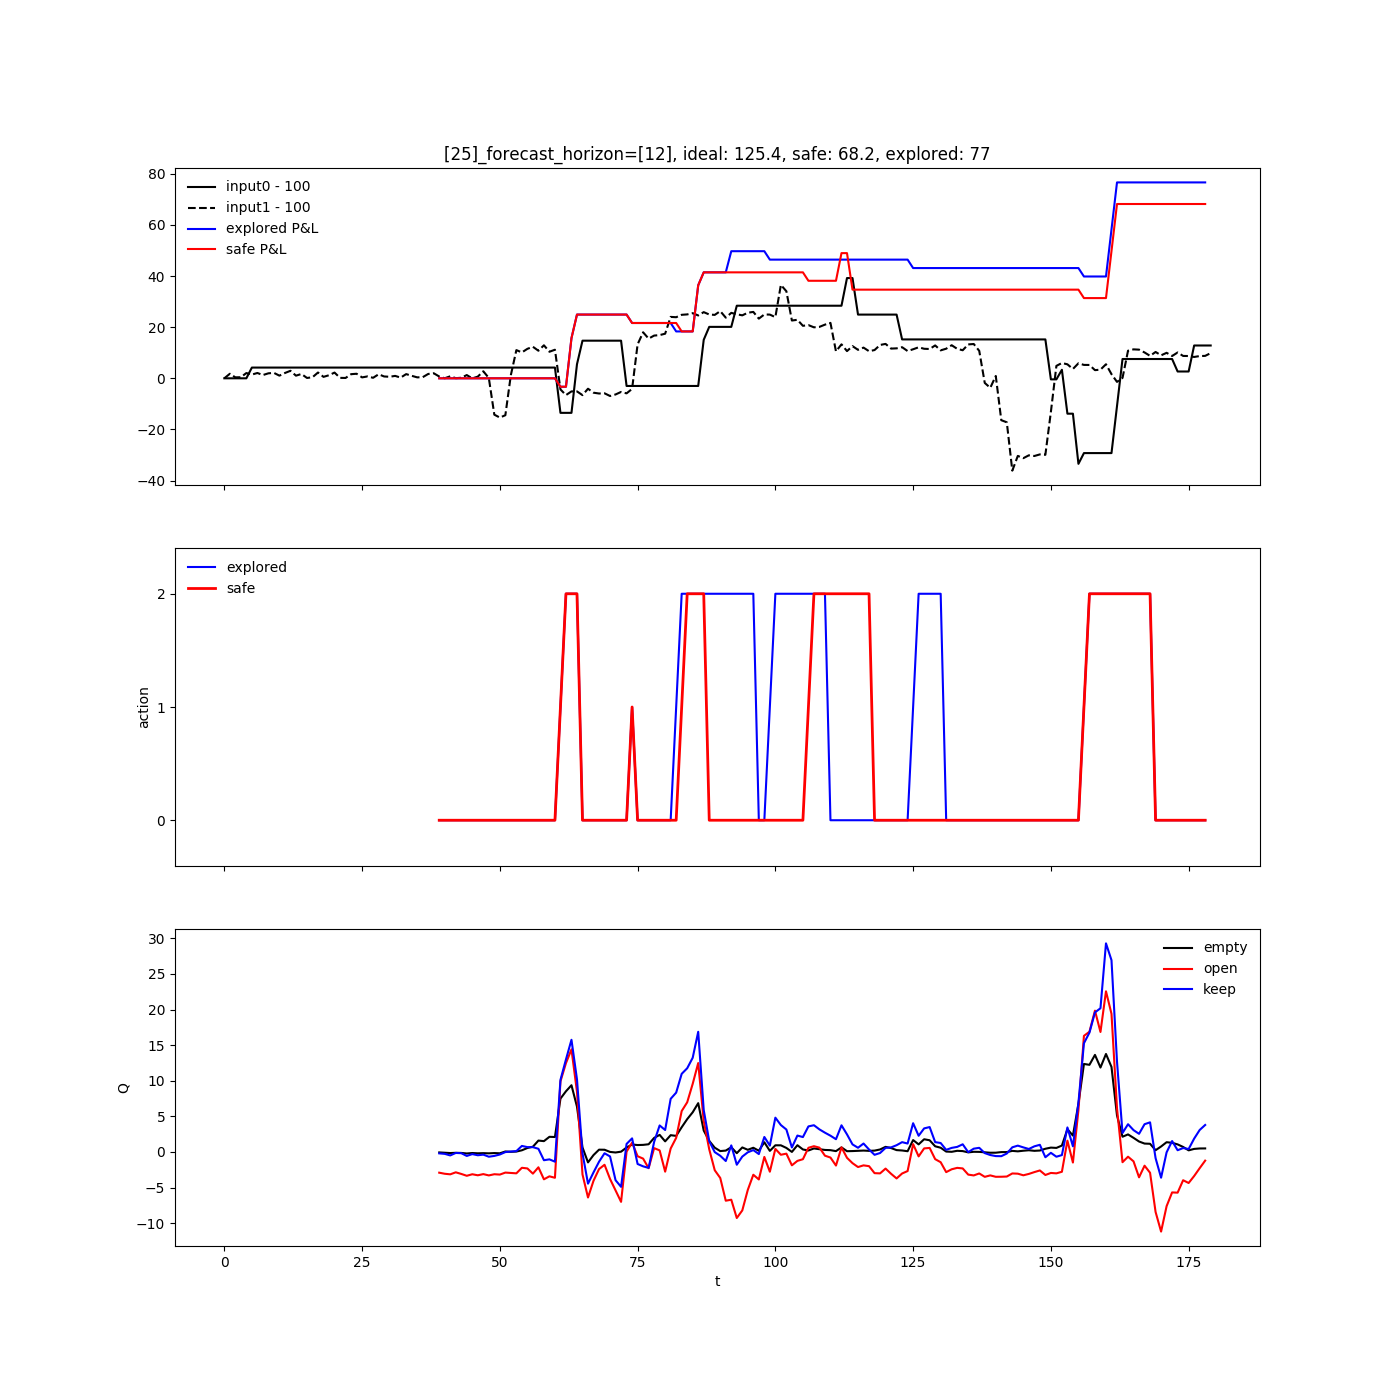 [25]_forecast_horizon=[12], ideal: 125.4, safe: 68.2, explored: 77
80
60
40
20
0
−20
−40
input0 - 100
input1 - 100
explored P&L
safe P&L
2
1
0
action
explored
safe
30
25
20
15
10
5
0
−5
−10
Q
empty
open
keep
0 25 50 75 100 125 150 175
t